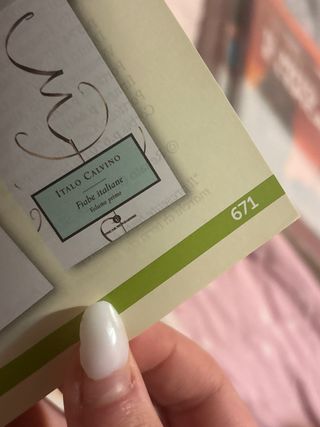 ITALO CALVINO
Fiabe italiane
Volume primo
671